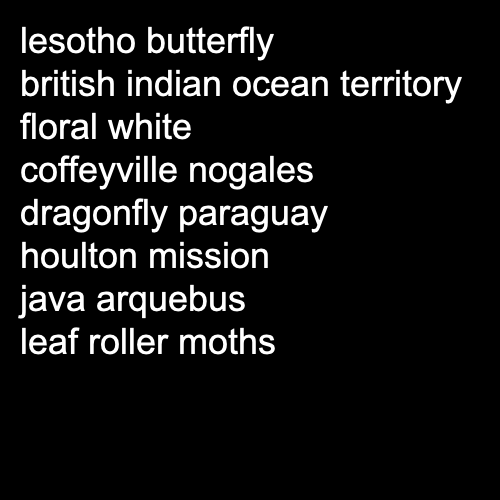 lesotho butterfly
british indian ocean territory
floral white
coffeyville nogales
dragonfly paraguay
houlton mission
java arquebus
leaf roller moths